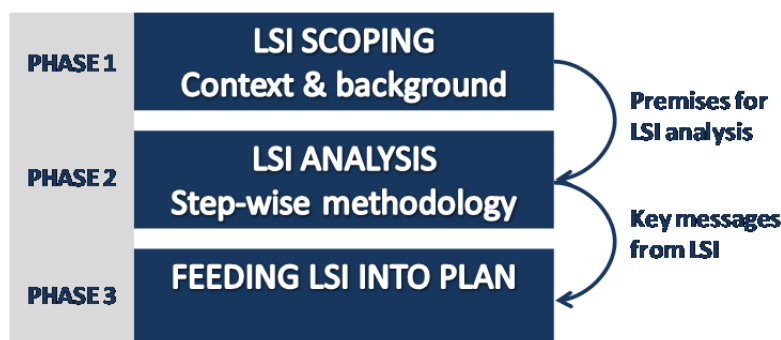 PHASE 1
LSI SCOPING
Context & background
Premises for
LSI analysis
PHASE 2
LSI ANALYSIS
Step-wise methodology
Key messages
from LSI
PHASE 3
FEEDING LSI INTO PLAN